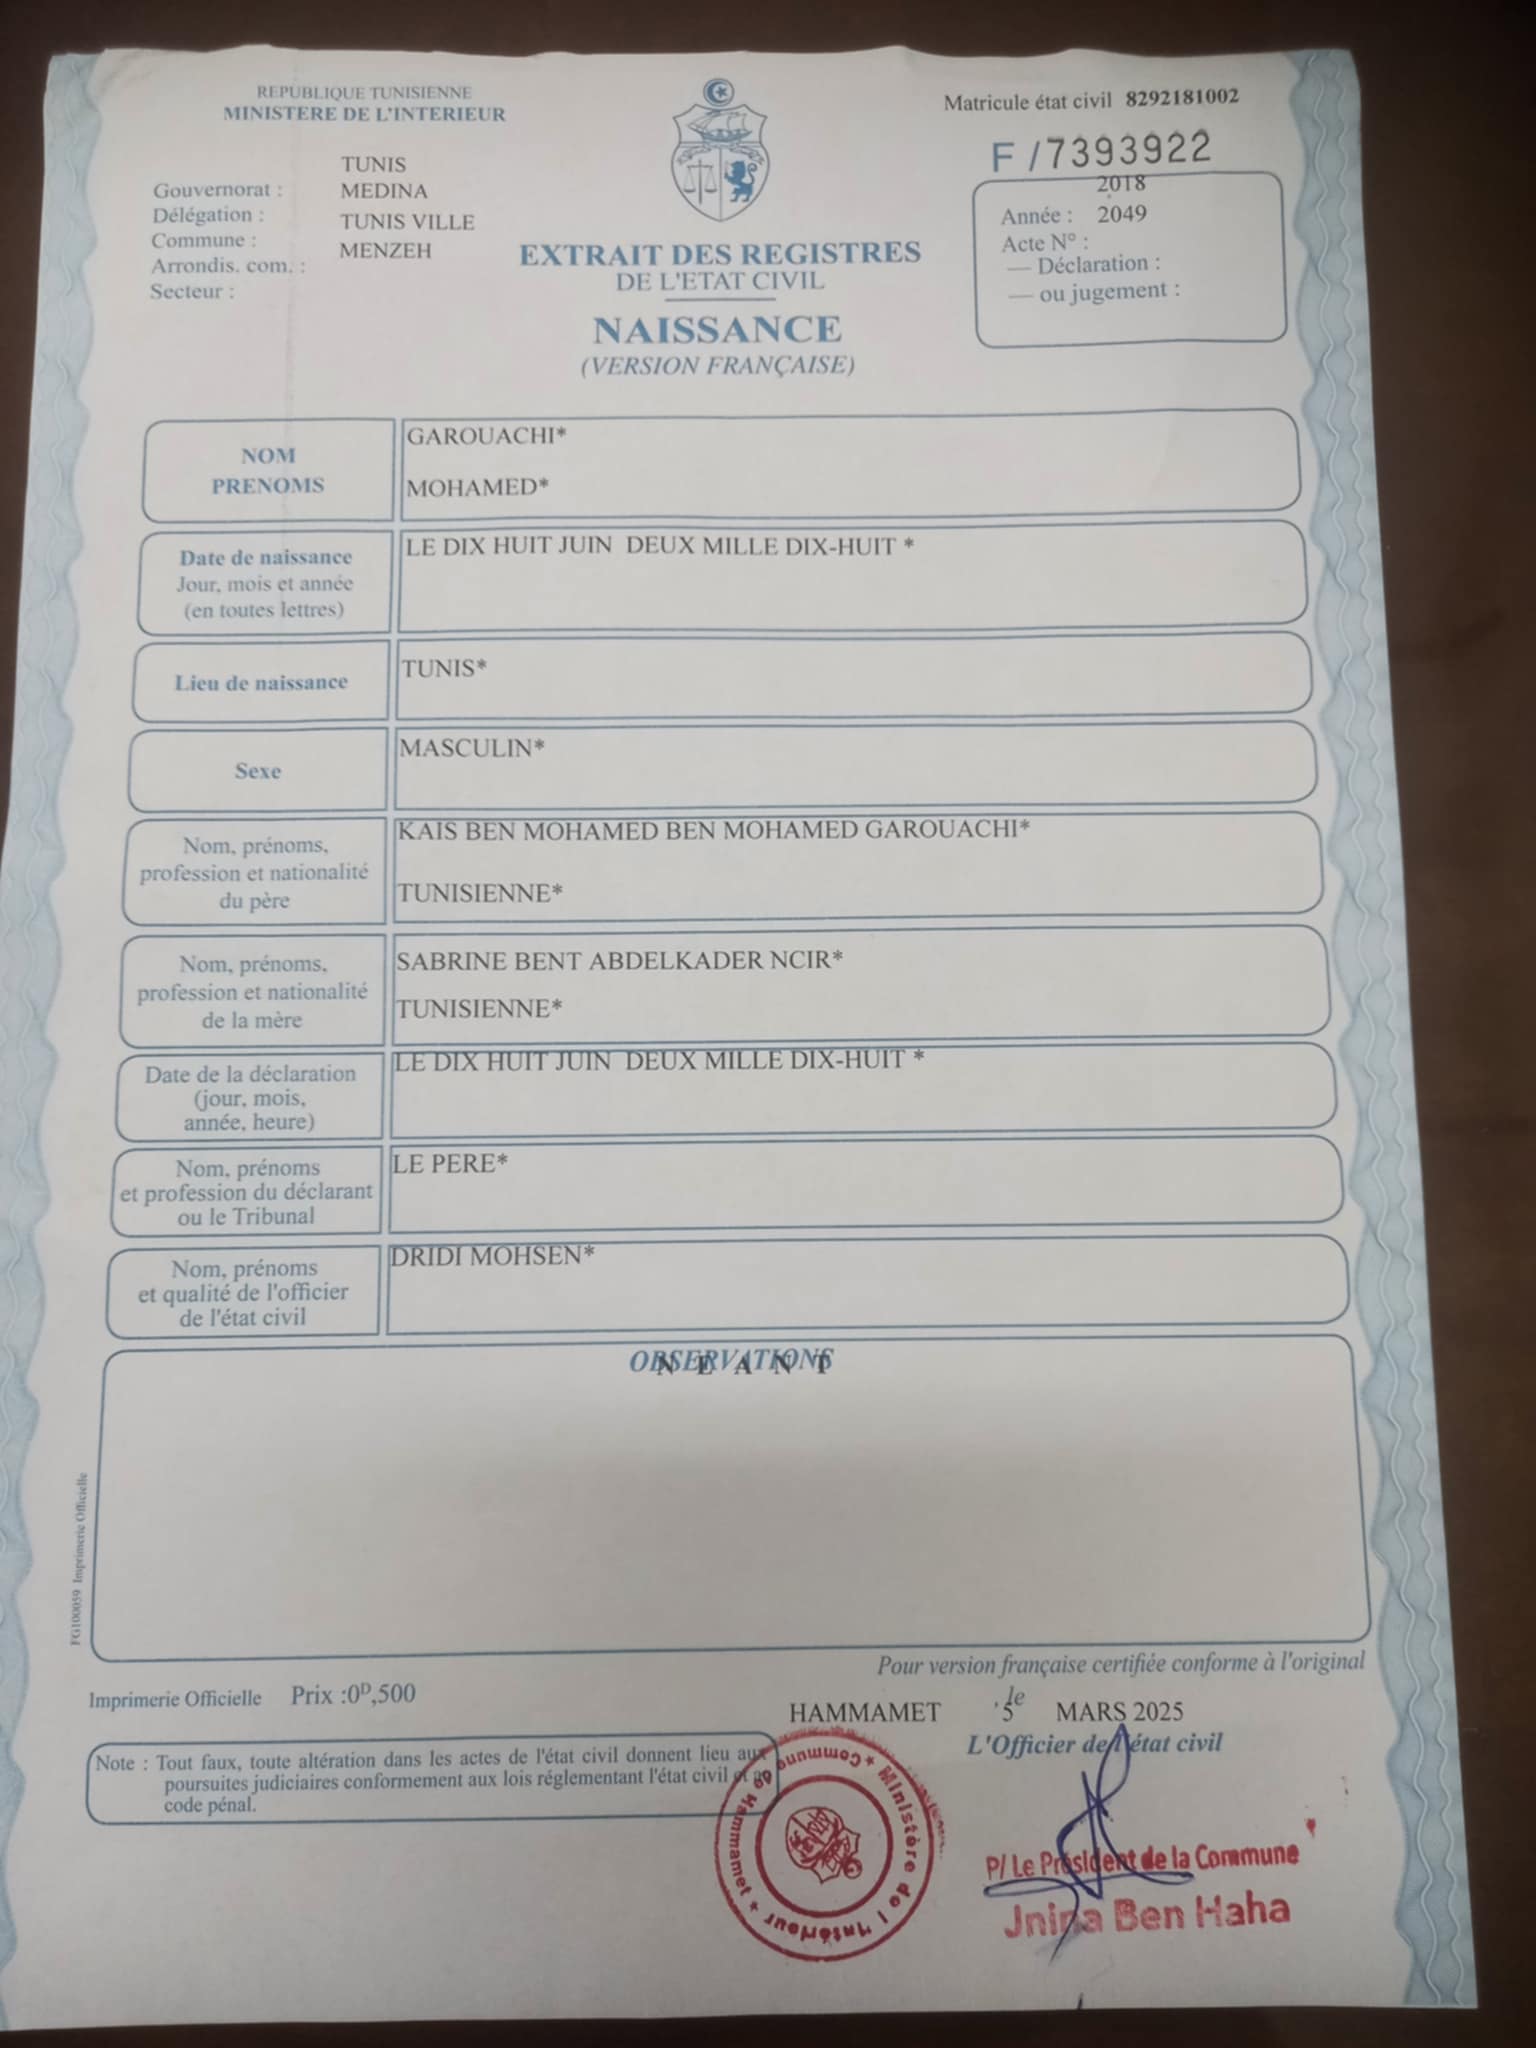 REPUBLIQUE TUNISIENNE
MINISTERE DE L'INTERIEUR
Matricule état civil 8292181002
F / 7393922
TUNIS
Gouvernorat : MEDINA
Délégation : TUNIS VILLE
Commune : MENZEH
Arrondis. com. :
Secteur :
2018
Année : 2049
Acte N° :
— Déclaration :
— ou jugement :
EXTRAIT DES REGISTRES
DE L'ETAT CIVIL
NAISSANCE
(VERSION FRANÇAISE)
NOM
PRENOMS
GAROUACHI*
MOHAMED*
Date de naissance
Jour, mois et année
(en toutes lettres)
LE DIX HUIT JUIN DEUX MILLE DIX-HUIT *
Lieu de naissance
TUNIS*
Sexe
MASCULIN*
Nom, prénoms,
profession et nationalité
du père
KAIS BEN MOHAMED BEN MOHAMED GAROUACHI*
TUNISIENNE*
Nom, prénoms,
profession et nationalité
de la mère
SABRINE BENT ABDELKADER NCIR*
TUNISIENNE*
Date de la déclaration
(jour, mois,
année, heure)
LE DIX HUIT JUIN DEUX MILLE DIX-HUIT *
Nom, prénoms
et profession du déclarant
ou le Tribunal
LE PERE*
Nom, prénoms
et qualité de l'officier
de l'état civil
DRIDI MOHSEN*
OBSERVATIONS
N E A N T
FG100059 Imprimerie Officielle
Pour version française certifiée conforme à l'original
Imprimerie Officielle Prix :0D,500
HAMMAMET le 5 MARS 2025
L'Officier de l'état civil
Note : Tout faux, toute altération dans les actes de l'état civil donnent lieu aux
poursuites judiciaires conformement aux lois réglementant l'état civil et au
code pénal.
Ministère de l'Intérieur * Commune de Hammamet *
P/ Le Président de la Commune
Jnina Ben Haha